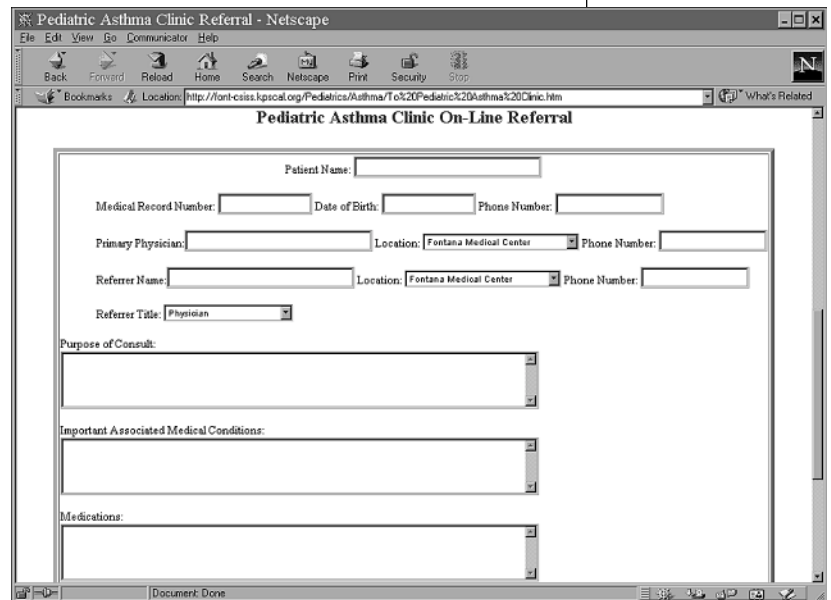 Pediatric Asthma Clinic Referral - Netscape
File Edit View Go Communicator Help
Back Forward Reload Home Search Netscape Print Security Stop
N
Bookmarks Location: http://font-csiss.kpscal.org/Pediatrics/Asthma/To%20Pediatric%20Asthma%20Clinic.htm What's Related
Pediatric Asthma Clinic On-Line Referral
Patient Name:
Medical Record Number: Date of Birth: Phone Number:
Primary Physician: Location: Fontana Medical Center Phone Number:
Referrer Name: Location: Fontana Medical Center Phone Number:
Referrer Title: Physician
Purpose of Consult:
Important Associated Medical Conditions:
Medications:
Document: Done